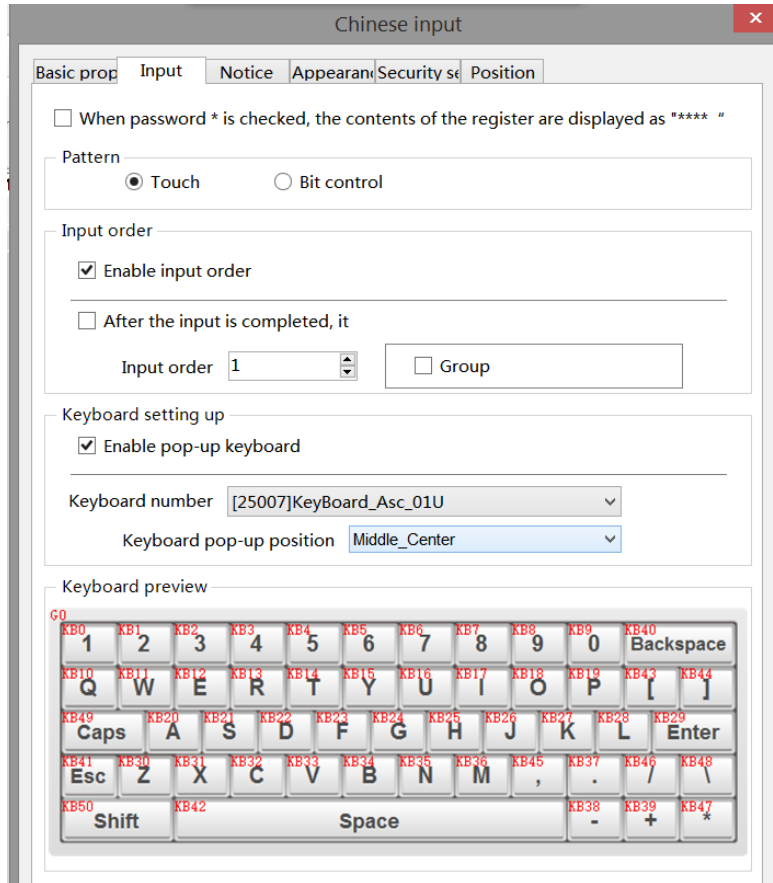 Chinese input
Basic prop Input Notice Appearan Security se Position
When password * is checked, the contents of the register are displayed as "**** "
Pattern
Touch Bit control
Input order
Enable input order
After the input is completed, it
Input order 1 Group
Keyboard setting up
Enable pop-up keyboard
Keyboard number [25007]KeyBoard_Asc_01U
Keyboard pop-up position Middle_Center
Keyboard preview
G0
KB0 KB1 KB2 KB3 KB4 KB5 KB6 KB7 KB8 KB9 KB40
1 2 3 4 5 6 7 8 9 0 Backspace
KB10 KB11 KB12 KB13 KB14 KB15 KB16 KB17 KB18 KB19 KB43 KB44
Q W E R T Y U I O P [ ]
KB49 KB20 KB21 KB22 KB23 KB24 KB25 KB26 KB27 KB28 KB29
Caps A S D F G H J K L Enter
KB41 KB30 KB31 KB32 KB33 KB34 KB35 KB36 KB45 KB37 KB46 KB48
Esc Z X C V B N M , . / \
KB50 KB42 KB38 KB39 KB47
Shift Space - + *